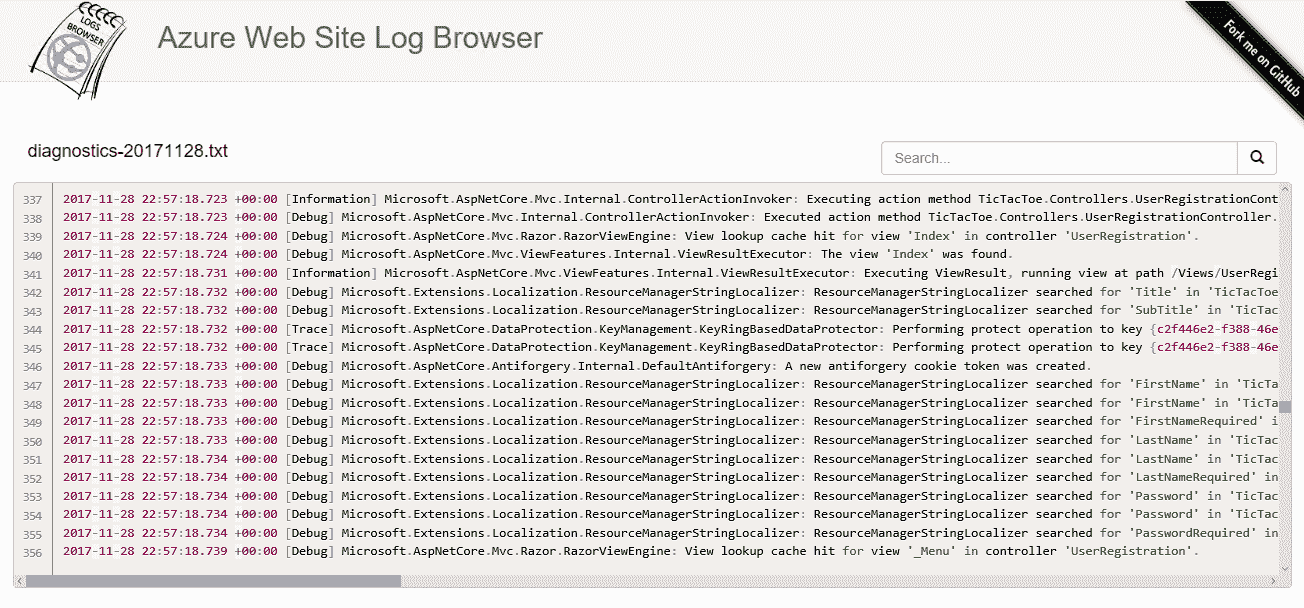 LOGS
BROWSER
Azure Web Site Log Browser
Fork me on GitHub
diagnostics-20171128.txt
Search...
337 2017-11-28 22:57:18.723 +00:00 [Information] Microsoft.AspNetCore.Mvc.Internal.ControllerActionInvoker: Executing action method TicTacToe.Controllers.UserRegistrationCont
338 2017-11-28 22:57:18.723 +00:00 [Debug] Microsoft.AspNetCore.Mvc.Internal.ControllerActionInvoker: Executed action method TicTacToe.Controllers.UserRegistrationController.
339 2017-11-28 22:57:18.724 +00:00 [Debug] Microsoft.AspNetCore.Mvc.Razor.RazorViewEngine: View lookup cache hit for view 'Index' in controller 'UserRegistration'.
340 2017-11-28 22:57:18.724 +00:00 [Debug] Microsoft.AspNetCore.Mvc.ViewFeatures.Internal.ViewResultExecutor: The view 'Index' was found.
341 2017-11-28 22:57:18.731 +00:00 [Information] Microsoft.AspNetCore.Mvc.ViewFeatures.Internal.ViewResultExecutor: Executing ViewResult, running view at path /Views/UserRegi
342 2017-11-28 22:57:18.732 +00:00 [Debug] Microsoft.Extensions.Localization.ResourceManagerStringLocalizer: ResourceManagerStringLocalizer searched for 'Title' in 'TicTacToe
343 2017-11-28 22:57:18.732 +00:00 [Debug] Microsoft.Extensions.Localization.ResourceManagerStringLocalizer: ResourceManagerStringLocalizer searched for 'SubTitle' in 'TicTac
344 2017-11-28 22:57:18.732 +00:00 [Trace] Microsoft.AspNetCore.DataProtection.KeyManagement.KeyRingBasedDataProtector: Performing protect operation to key {c2f446e2-f388-46e
345 2017-11-28 22:57:18.732 +00:00 [Trace] Microsoft.AspNetCore.DataProtection.KeyManagement.KeyRingBasedDataProtector: Performing protect operation to key {c2f446e2-f388-46e
346 2017-11-28 22:57:18.733 +00:00 [Debug] Microsoft.AspNetCore.Antiforgery.Internal.DefaultAntiforgery: A new antiforgery cookie token was created.
347 2017-11-28 22:57:18.733 +00:00 [Debug] Microsoft.Extensions.Localization.ResourceManagerStringLocalizer: ResourceManagerStringLocalizer searched for 'FirstName' in 'TicTa
348 2017-11-28 22:57:18.733 +00:00 [Debug] Microsoft.Extensions.Localization.ResourceManagerStringLocalizer: ResourceManagerStringLocalizer searched for 'FirstName' in 'TicTa
349 2017-11-28 22:57:18.733 +00:00 [Debug] Microsoft.Extensions.Localization.ResourceManagerStringLocalizer: ResourceManagerStringLocalizer searched for 'FirstNameRequired' i
350 2017-11-28 22:57:18.733 +00:00 [Debug] Microsoft.Extensions.Localization.ResourceManagerStringLocalizer: ResourceManagerStringLocalizer searched for 'LastName' in 'TicTac
351 2017-11-28 22:57:18.734 +00:00 [Debug] Microsoft.Extensions.Localization.ResourceManagerStringLocalizer: ResourceManagerStringLocalizer searched for 'LastName' in 'TicTac
352 2017-11-28 22:57:18.734 +00:00 [Debug] Microsoft.Extensions.Localization.ResourceManagerStringLocalizer: ResourceManagerStringLocalizer searched for 'LastNameRequired' in
353 2017-11-28 22:57:18.734 +00:00 [Debug] Microsoft.Extensions.Localization.ResourceManagerStringLocalizer: ResourceManagerStringLocalizer searched for 'Password' in 'TicTac
354 2017-11-28 22:57:18.734 +00:00 [Debug] Microsoft.Extensions.Localization.ResourceManagerStringLocalizer: ResourceManagerStringLocalizer searched for 'Password' in 'TicTac
355 2017-11-28 22:57:18.734 +00:00 [Debug] Microsoft.Extensions.Localization.ResourceManagerStringLocalizer: ResourceManagerStringLocalizer searched for 'PasswordRequired' in
356 2017-11-28 22:57:18.739 +00:00 [Debug] Microsoft.AspNetCore.Mvc.Razor.RazorViewEngine: View lookup cache hit for view '_Menu' in controller 'UserRegistration'.